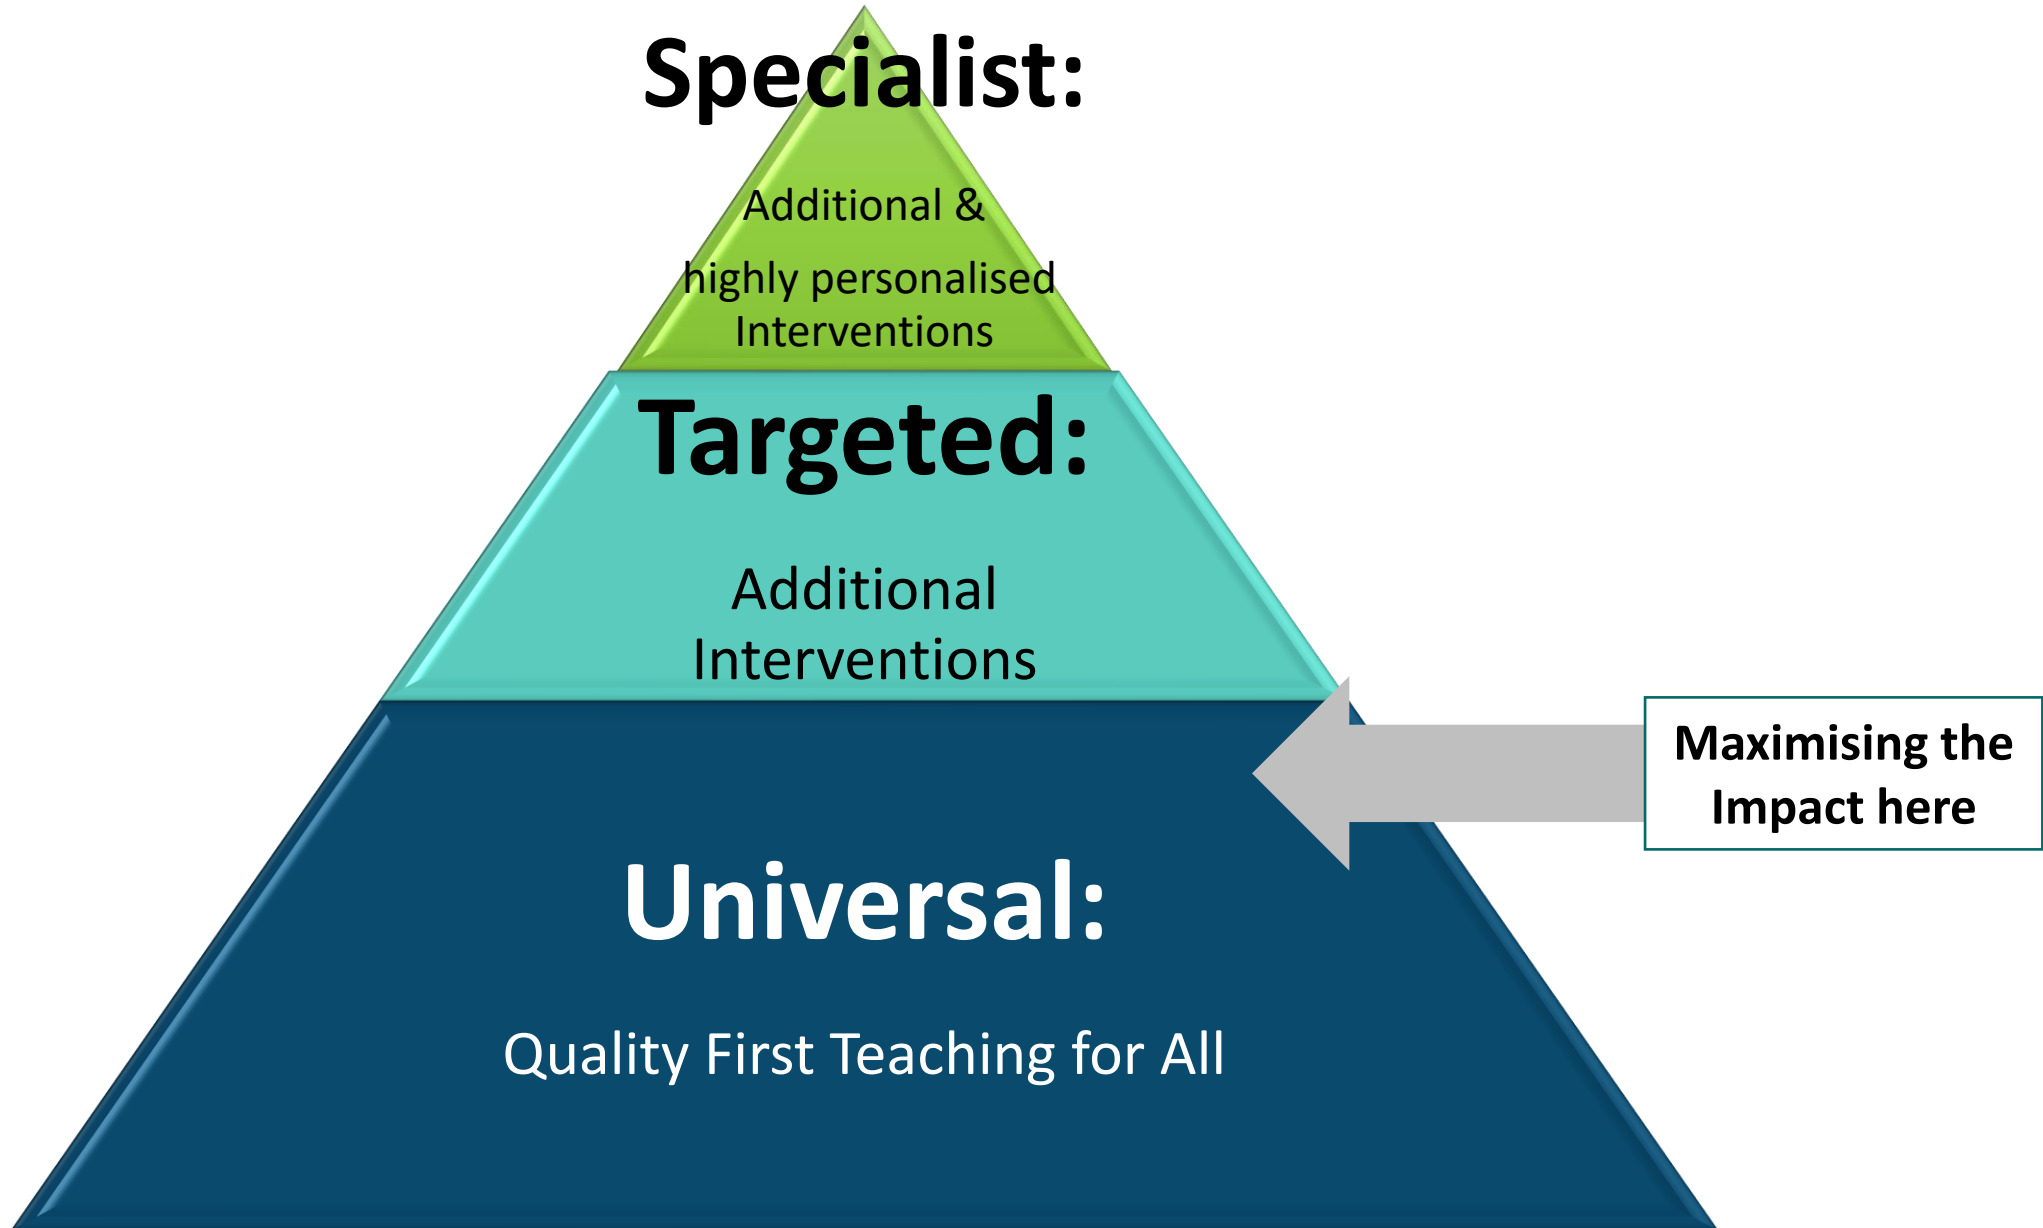 Specialist:
Additional &
highly personalised
Interventions
Targeted:
Additional
Interventions
Maximising the
Impact here
Universal:
Quality First Teaching for All